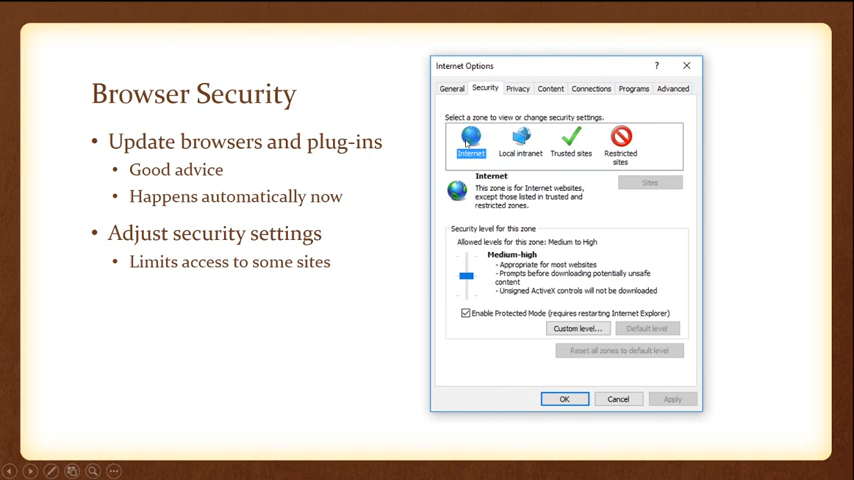 Browser Security
• Update browsers and plug-ins
• Good advice
• Happens automatically now
• Adjust security settings
• Limits access to some sites
Internet Options
?
General Security Privacy Content Connections Programs Advanced
Select a zone to view or change security settings.
Internet Local intranet Trusted sites Restricted
sites
Internet
Sites
This zone is for Internet websites,
except those listed in trusted and
restricted zones.
Security level for this zone
Allowed levels for this zone: Medium to High
Medium-high
- Appropriate for most websites
- Prompts before downloading potentially unsafe
content
- Unsigned ActiveX controls will not be downloaded
Enable Protected Mode (requires restarting Internet Explorer)
Custom level... Default level
Reset all zones to default level
OK Cancel Apply